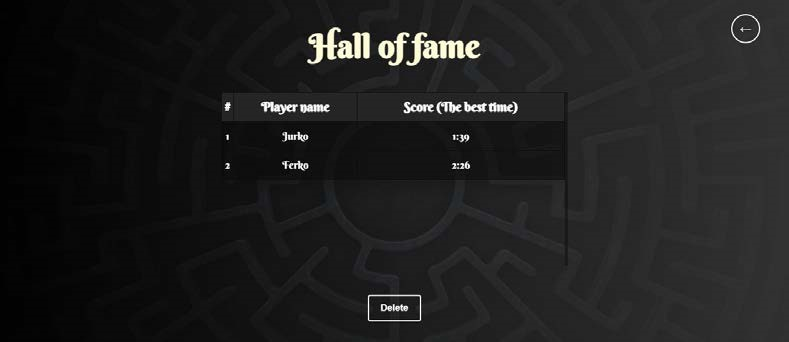 Hall of fame
←
# Player name Score (The best time)
1 Jurko 1:39
2 Ferko 2:26
Delete